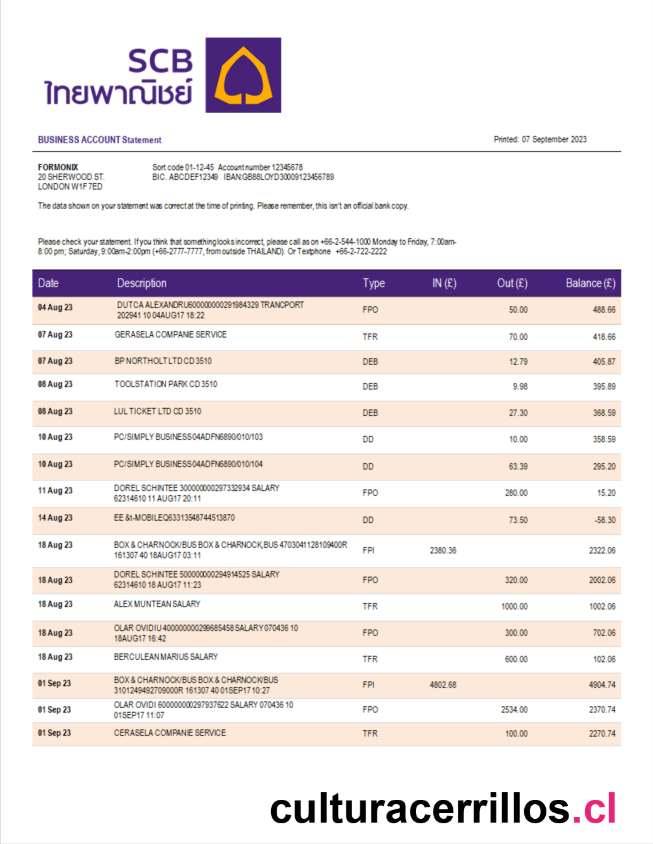 SCB
ไทยพาณิชย์
BUSINESS ACCOUNT Statement
Printed: 07 September 2023
FORMONIX
Sort code 01-12-45 Account number 12345678
20 SHERWOOD ST.
BIC. ABCDEF12349 IBAN:GB88LOYD30009123456789
LONDON W1F 7ED
The data shown on your statement was correct at the time of printing. Please remember, this isn't an official bank copy.
Please check your statement. If you think that something looks incorrect, please call as on +66-2-544-1000 Monday to Friday, 7:00am-
8:00 pm; Saturday, 9:00am-2:00pm (+66-2777-7777, from outside THAILAND). Or Textphone +66-2-722-2222
Date Description Type IN (£) Out (£) Balance (£)
04 Aug 23 DUTCA ALEXANDRU600000000291984329 TRANCPORT
202941 10 04AUG17 18:22 FPO 50.00 488.66
07 Aug 23 GERASELA COMPANIE SERVICE TFR 70.00 418.66
07 Aug 23 BP NORTHOLT LTD CD 3510 DEB 12.79 405.87
08 Aug 23 TOOLSTATION PARK CD 3510 DEB 9.98 395.89
08 Aug 23 LUL TICKET LTD CD 3510 DEB 27.30 368.59
10 Aug 23 PC/SIMPLY BUSINESS04ADFN6890/010/103 DD 10.00 358.59
10 Aug 23 PC/SIMPLY BUSINESS04ADFN6890/010/104 DD 63.39 295.20
11 Aug 23 DOREL SCHINTEE 300000000297332934 SALARY
62314610 11 AUG17 20:11 FPO 280.00 15.20
14 Aug 23 EE &t-MOBILEQ63313548744513870 DD 73.50 -58.30
18 Aug 23 BOX & CHARNOCK/BUS BOX & CHARNOCK,BUS 4703041128109400R
161307 40 18AUG17 03:11 FPI 2380.36 2322.06
18 Aug 23 DOREL SCHINTEE 500000000294914525 SALARY
62314610 18 AUG17 11:23 FPO 320.00 2002.06
18 Aug 23 ALEX MUNTEAN SALARY TFR 1000.00 1002.06
18 Aug 23 OLAR OVIDIU 400000000299685458 SALARY 070436 10
18AUG17 16:42 FPO 300.00 702.06
18 Aug 23 BERCULEAN MARIUS SALARY TFR 600.00 102.06
01 Sep 23 BOX & CHARNOCK/BUS BOX & CHARNOCK/BUS
3101249492709000R 161307 40 01SEP17 10:27 FPI 4802.68 4904.74
01 Sep 23 OLAR OVIDI 600000000297937622 SALARY 070436 10
01SEP17 11:07 FPO 2534.00 2370.74
01 Sep 23 CERASELA COMPANIE SERVICE TFR 100.00 2270.74
culturacerrillos.cl